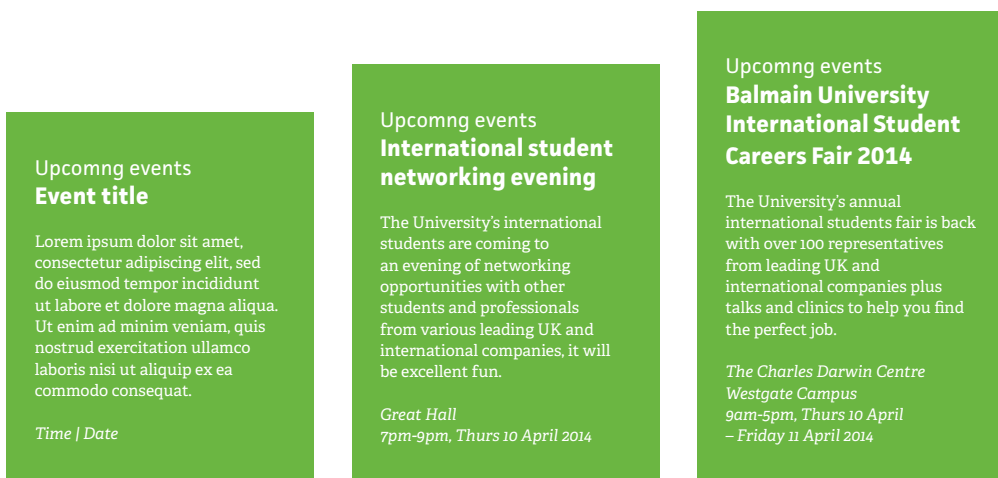 Upcomng events
Event title
Lorem ipsum dolor sit amet,
consectetur adipiscing elit, sed
do eiusmod tempor incididunt
ut labore et dolore magna aliqua.
Ut enim ad minim veniam, quis
nostrud exercitation ullamco
laboris nisi ut aliquip ex ea
commodo consequat.
Time | Date
Upcomng events
International student
networking evening
The University's international
students are coming to
an evening of networking
opportunities with other
students and professionals
from various leading UK and
international companies, it will
be excellent fun.
Great Hall
7pm-9pm, Thurs 10 April 2014
Upcomng events
Balmain University
International Student
Careers Fair 2014
The University's annual
international students fair is back
with over 100 representatives
from leading UK and
international companies plus
talks and clinics to help you find
the perfect job.
The Charles Darwin Centre
Westgate Campus
9am-5pm, Thurs 10 April
– Friday 11 April 2014